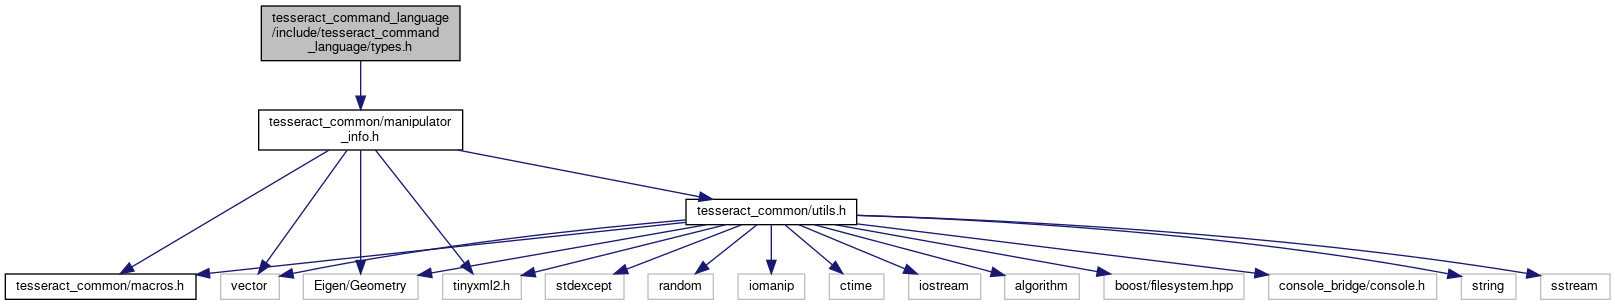 tesseract_command_language
/include/tesseract_command
_language/types.h
tesseract_common/manipulator
_info.h
tesseract_common/utils.h
tesseract_common/macros.h
vector
Eigen/Geometry
tinyxml2.h
stdexcept
random
iomanip
ctime
iostream
algorithm
boost/filesystem.hpp
console_bridge/console.h
string
sstream